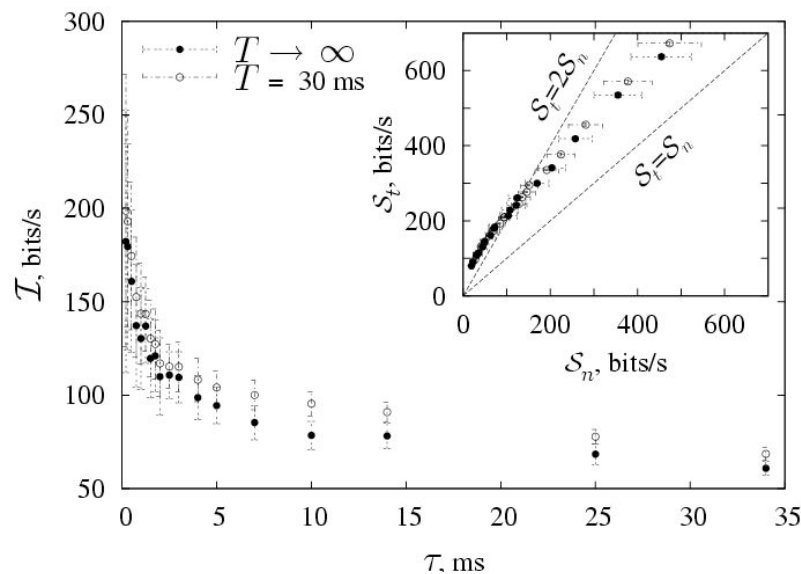 300
250
200
150
100
50
I, bits/s
0 5 10 15 20 25 30 35
τ, ms
T → ∞
T = 30 ms
600
400
200
0
S_t, bits/s
0 200 400 600
S_n, bits/s
S_t=2S_n
S_t=S_n